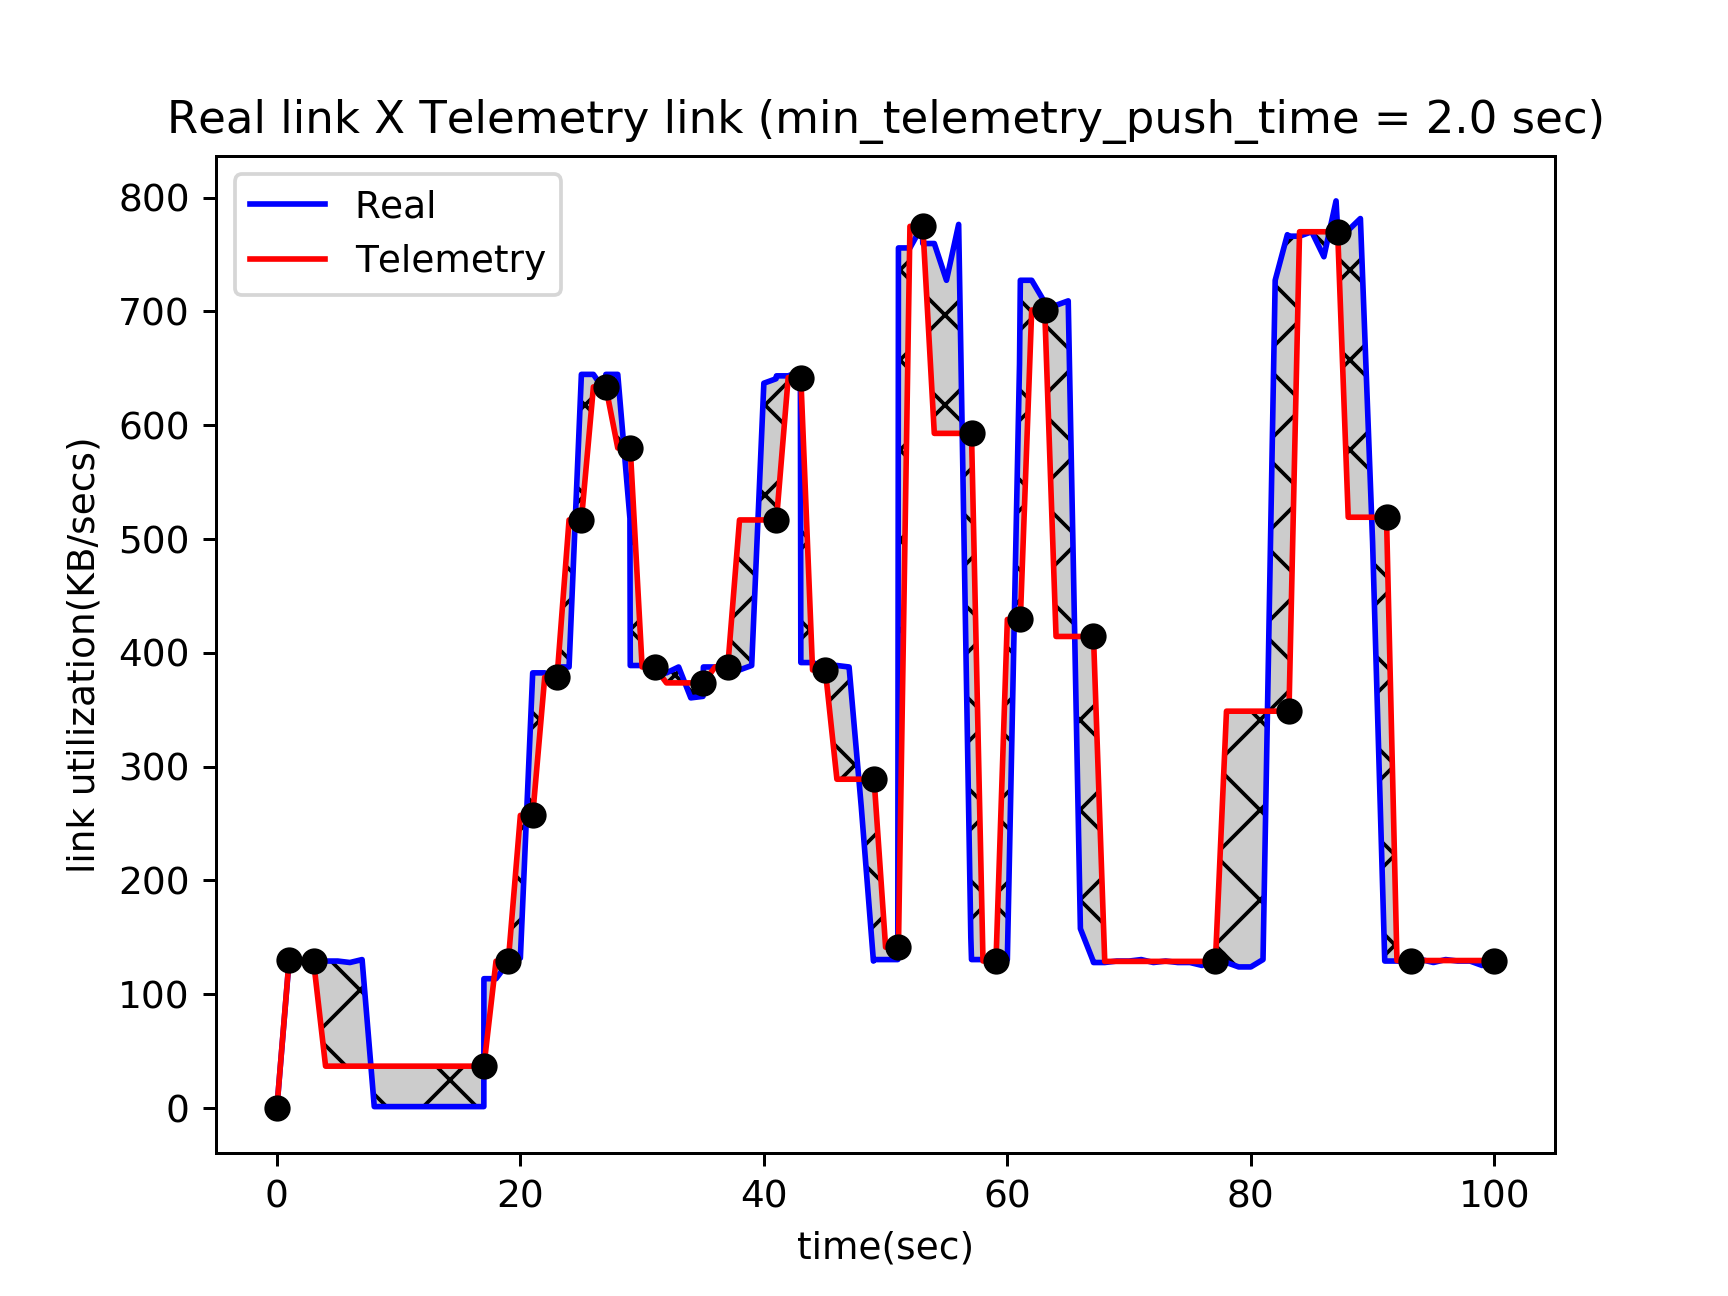 Real link X Telemetry link (min_telemetry_push_time = 2.0 sec)
Real
Telemetry
800
700
600
500
400
300
200
100
0
link utilization(KB/secs)
0 20 40 60 80 100
time(sec)